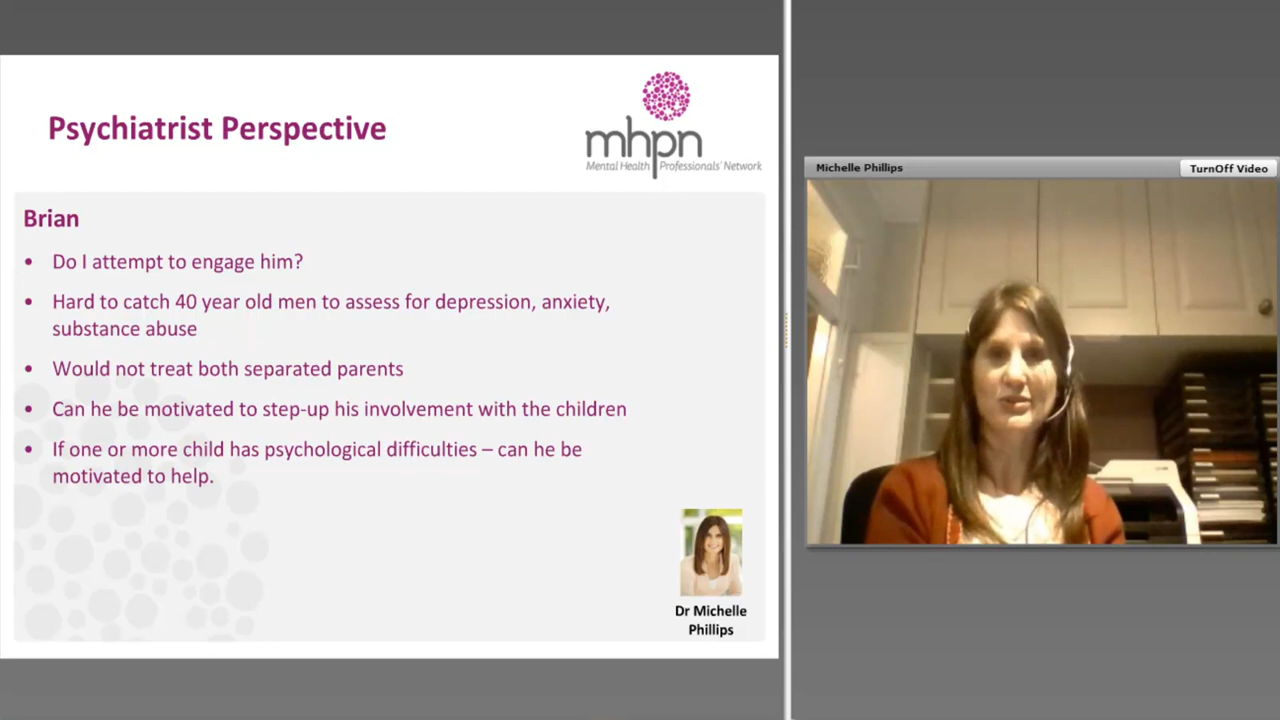 Psychiatrist Perspective
mhpn
Mental Health Professionals' Network
Brian
• Do I attempt to engage him?
• Hard to catch 40 year old men to assess for depression, anxiety,
substance abuse
• Would not treat both separated parents
• Can he be motivated to step-up his involvement with the children
• If one or more child has psychological difficulties – can he be
motivated to help.
Dr Michelle
Phillips
Michelle Phillips
TurnOff Video